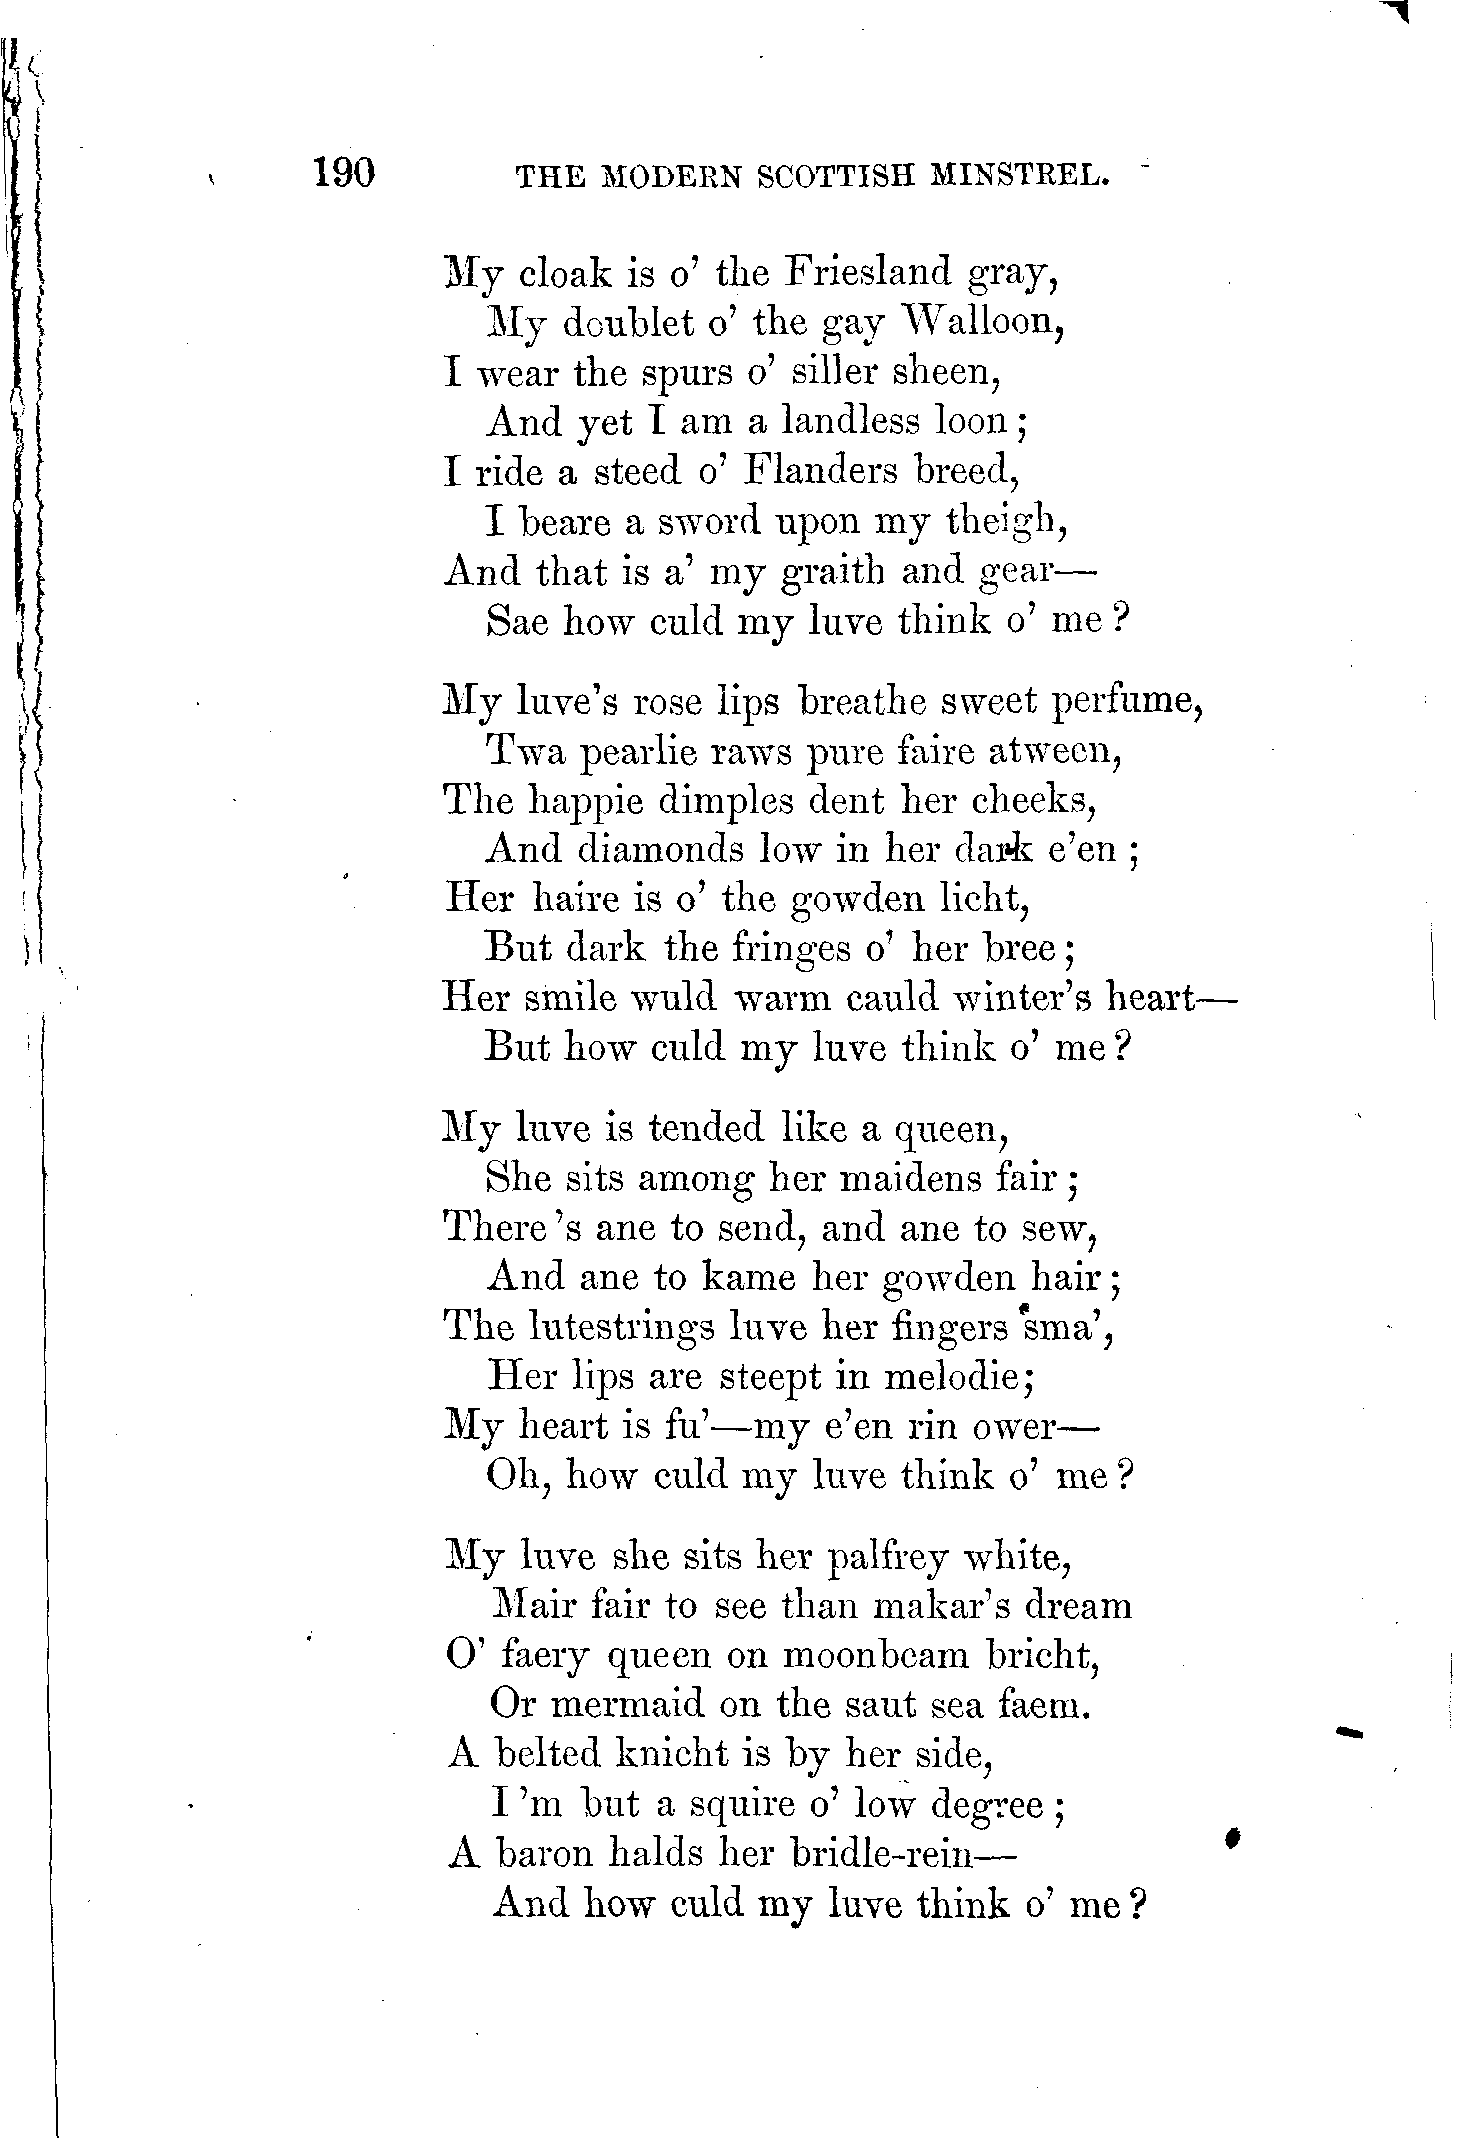 190 THE MODERN SCOTTISH MINSTREL.
My cloak is o' the Friesland gray,
My doublet o' the gay Walloon,
I wear the spurs o' siller sheen,
And yet I am a landless loon;
I ride a steed o' Flanders breed,
I beare a sword upon my theigh,
And that is a' my graith and gear—
Sae how culd my luve think o' me?
My luve's rose lips breathe sweet perfume,
Twa pearlie raws pure faire atween,
The happie dimples dent her cheeks,
And diamonds low in her dark e'en;
Her haire is o' the gowden licht,
But dark the fringes o' her bree;
Her smile wuld warm cauld winter's heart—
But how culd my luve think o' me?
My luve is tended like a queen,
She sits among her maidens fair;
There's ane to send, and ane to sew,
And ane to kame her gowden hair;
The lutestrings luve her fingers sma',
Her lips are steept in melodie;
My heart is fu'—my e'en rin ower—
Oh, how culd my luve think o' me?
My luve she sits her palfrey white,
Mair fair to see than makar's dream
O' faery queen on moonbeam bricht,
Or mermaid on the saut sea faem.
A belted knicht is by her side,
I'm but a squire o' low degree;
A baron halds her bridle-rein—
And how culd my luve think o' me?